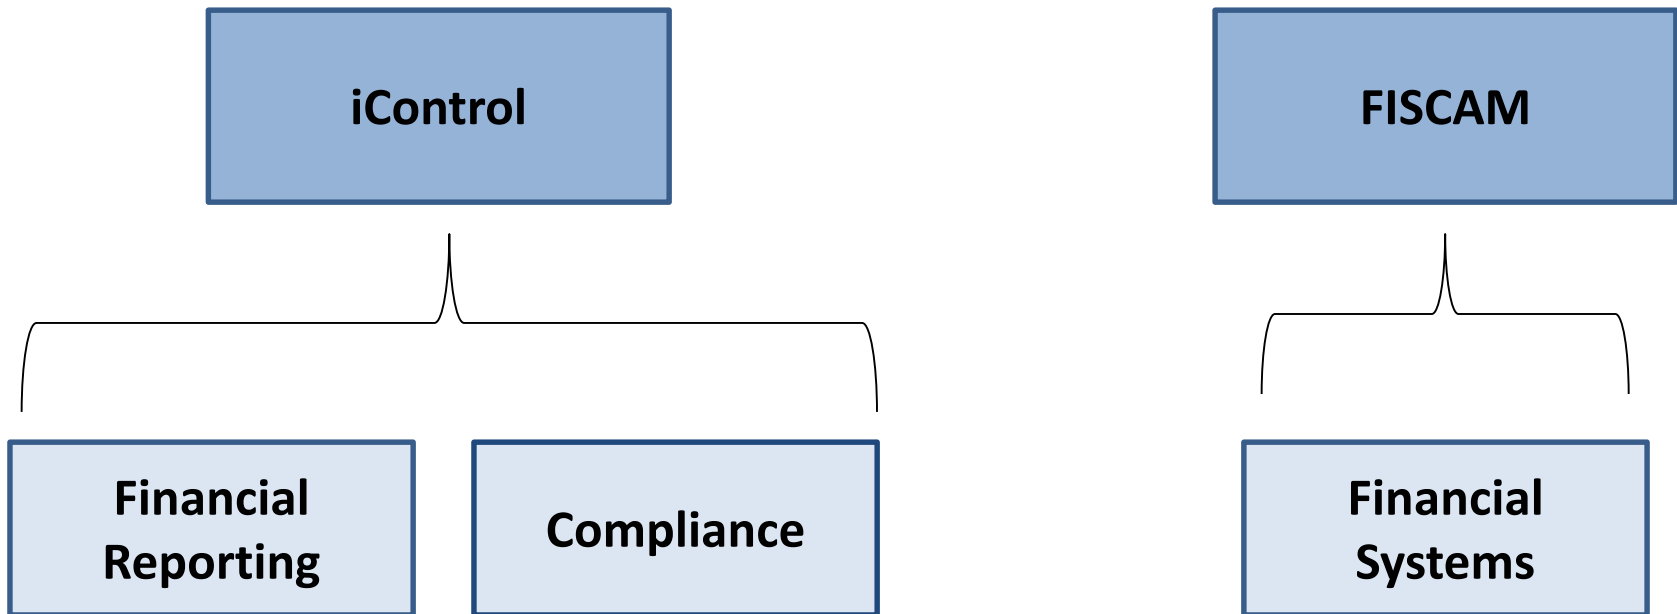 iControl
FISCAM
Financial
Reporting
Compliance
Financial
Systems